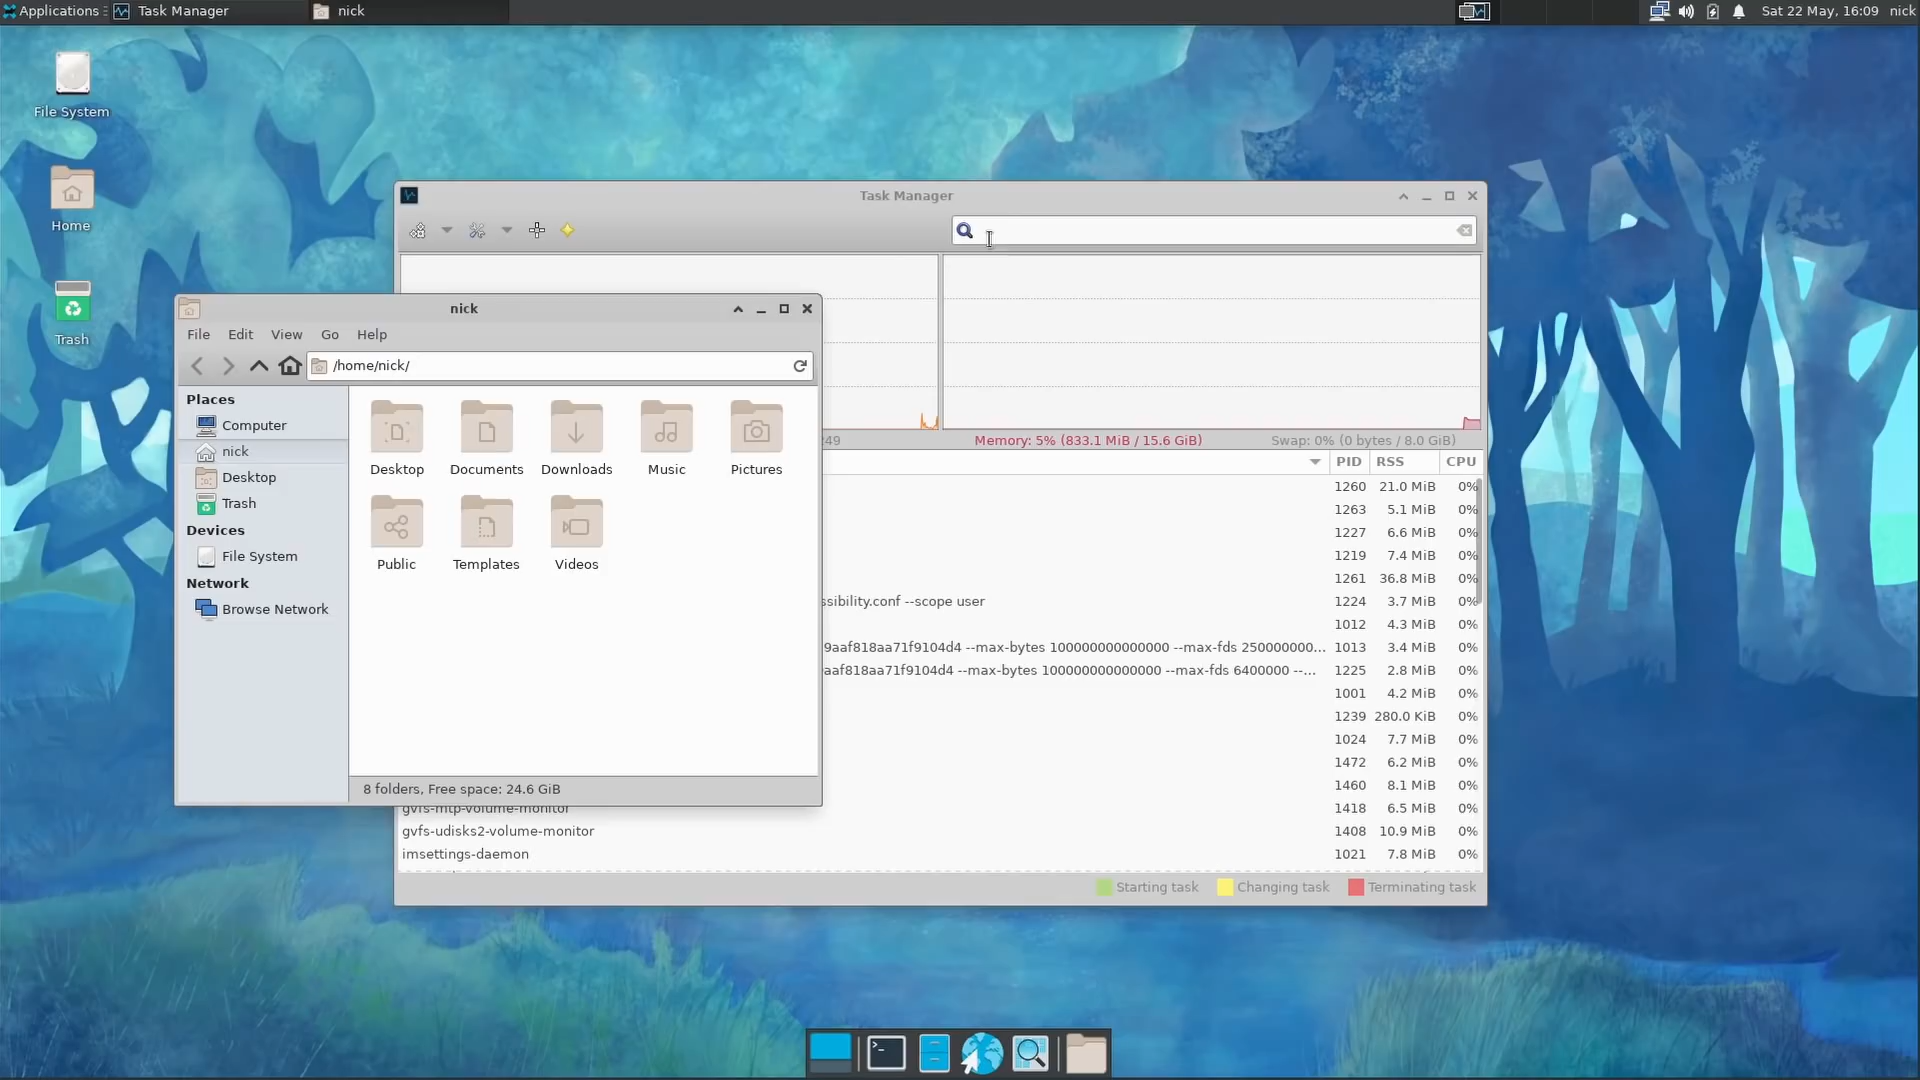 Applications Task Manager nick Sat 22 May, 16:09 nick
File System
Home
Trash
Task Manager
nick
File Edit View Go Help
/home/nick/
Places
Computer
nick
Desktop
Trash
Devices
File System
Network
Browse Network
Desktop Documents Downloads Music Pictures
Public Templates Videos
8 folders, Free space: 24.6 GiB
:49 Memory: 5% (833.1 MiB / 15.6 GiB) Swap: 0% (0 bytes / 8.0 GiB)
PID RSS CPU
1260 21.0 MiB 0%
1263 5.1 MiB 0%
1227 6.6 MiB 0%
1219 7.4 MiB 0%
1261 36.8 MiB 0%
ssibility.conf --scope user 1224 3.7 MiB 0%
1012 4.3 MiB 0%
9aaf818aa71f9104d4 --max-bytes 100000000000000 --max-fds 250000000... 1013 3.4 MiB 0%
aaf818aa71f9104d4 --max-bytes 100000000000000 --max-fds 6400000 --... 1225 2.8 MiB 0%
1001 4.2 MiB 0%
1239 280.0 KiB 0%
1024 7.7 MiB 0%
1472 6.2 MiB 0%
1460 8.1 MiB 0%
gvfs-mtp-volume-monitor 1418 6.5 MiB 0%
gvfs-udisks2-volume-monitor 1408 10.9 MiB 0%
imsettings-daemon 1021 7.8 MiB 0%
Starting task Changing task Terminating task